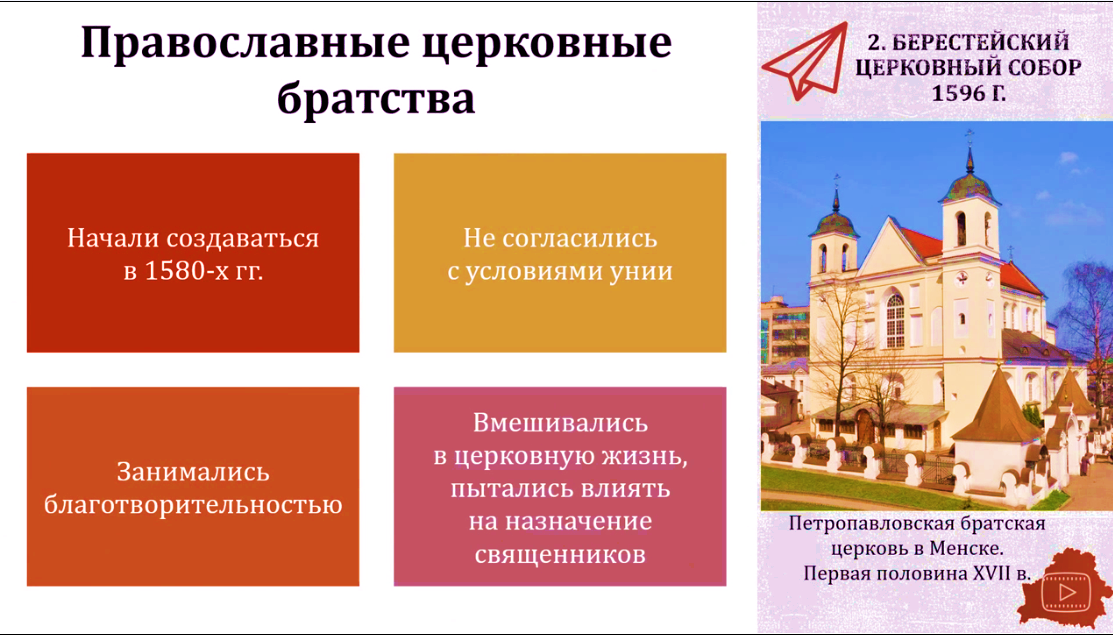 Православные церковные
братства
Начали создаваться
в 1580-х гг.
Не согласились
с условиями унии
Занимались
благотворительностью
Вмешивались
в церковную жизнь,
пытались влиять
на назначение
священников
2. БЕРЕСТЕЙСКИЙ
ЦЕРКОВНЫЙ СОБОР
1596 Г.
Петропавловская братская
церковь в Менске.
Первая половина XVII в.